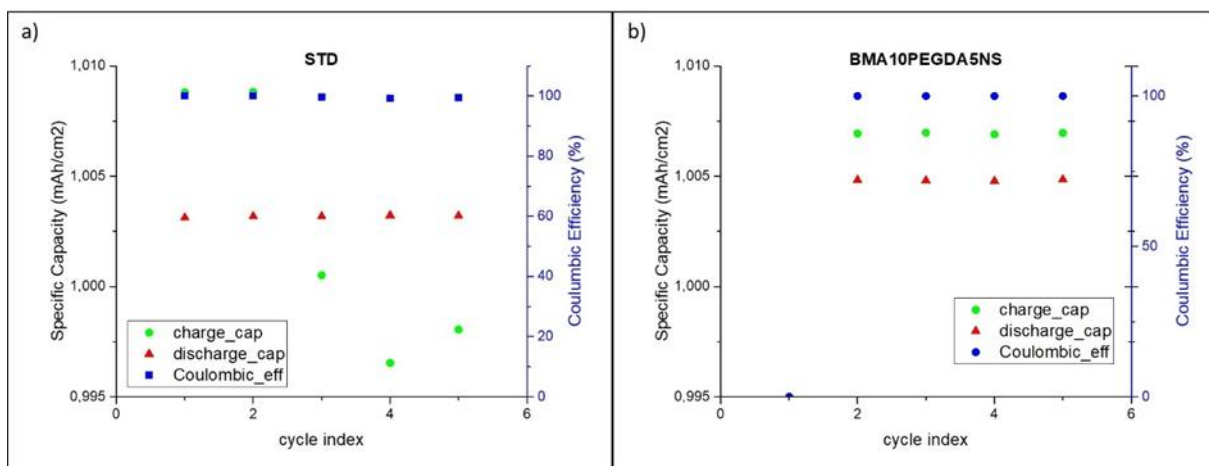 a)
STD
1,010
1,005
1,000
0,995
Specific Capacity (mAh/cm2)
100
80
60
40
20
0
Coulumbic Efficiency (%)
charge_cap
discharge_cap
Coulombic_eff
0
2
4
6
cycle index
b)
BMA10PEGDA5NS
1,010
1,005
1,000
0,995
Specific Capacity (mAh/cm2)
100
50
0
Coulumbic Efficiency (%)
charge_cap
discharge_cap
Coulombic_eff
0
2
4
6
cycle index